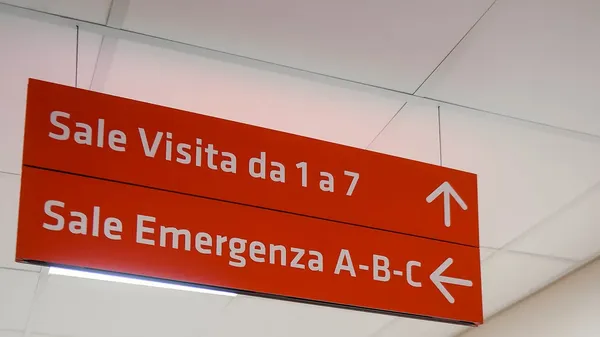 Sale Visita da 1 a 7
Sale Emergenza A-B-C